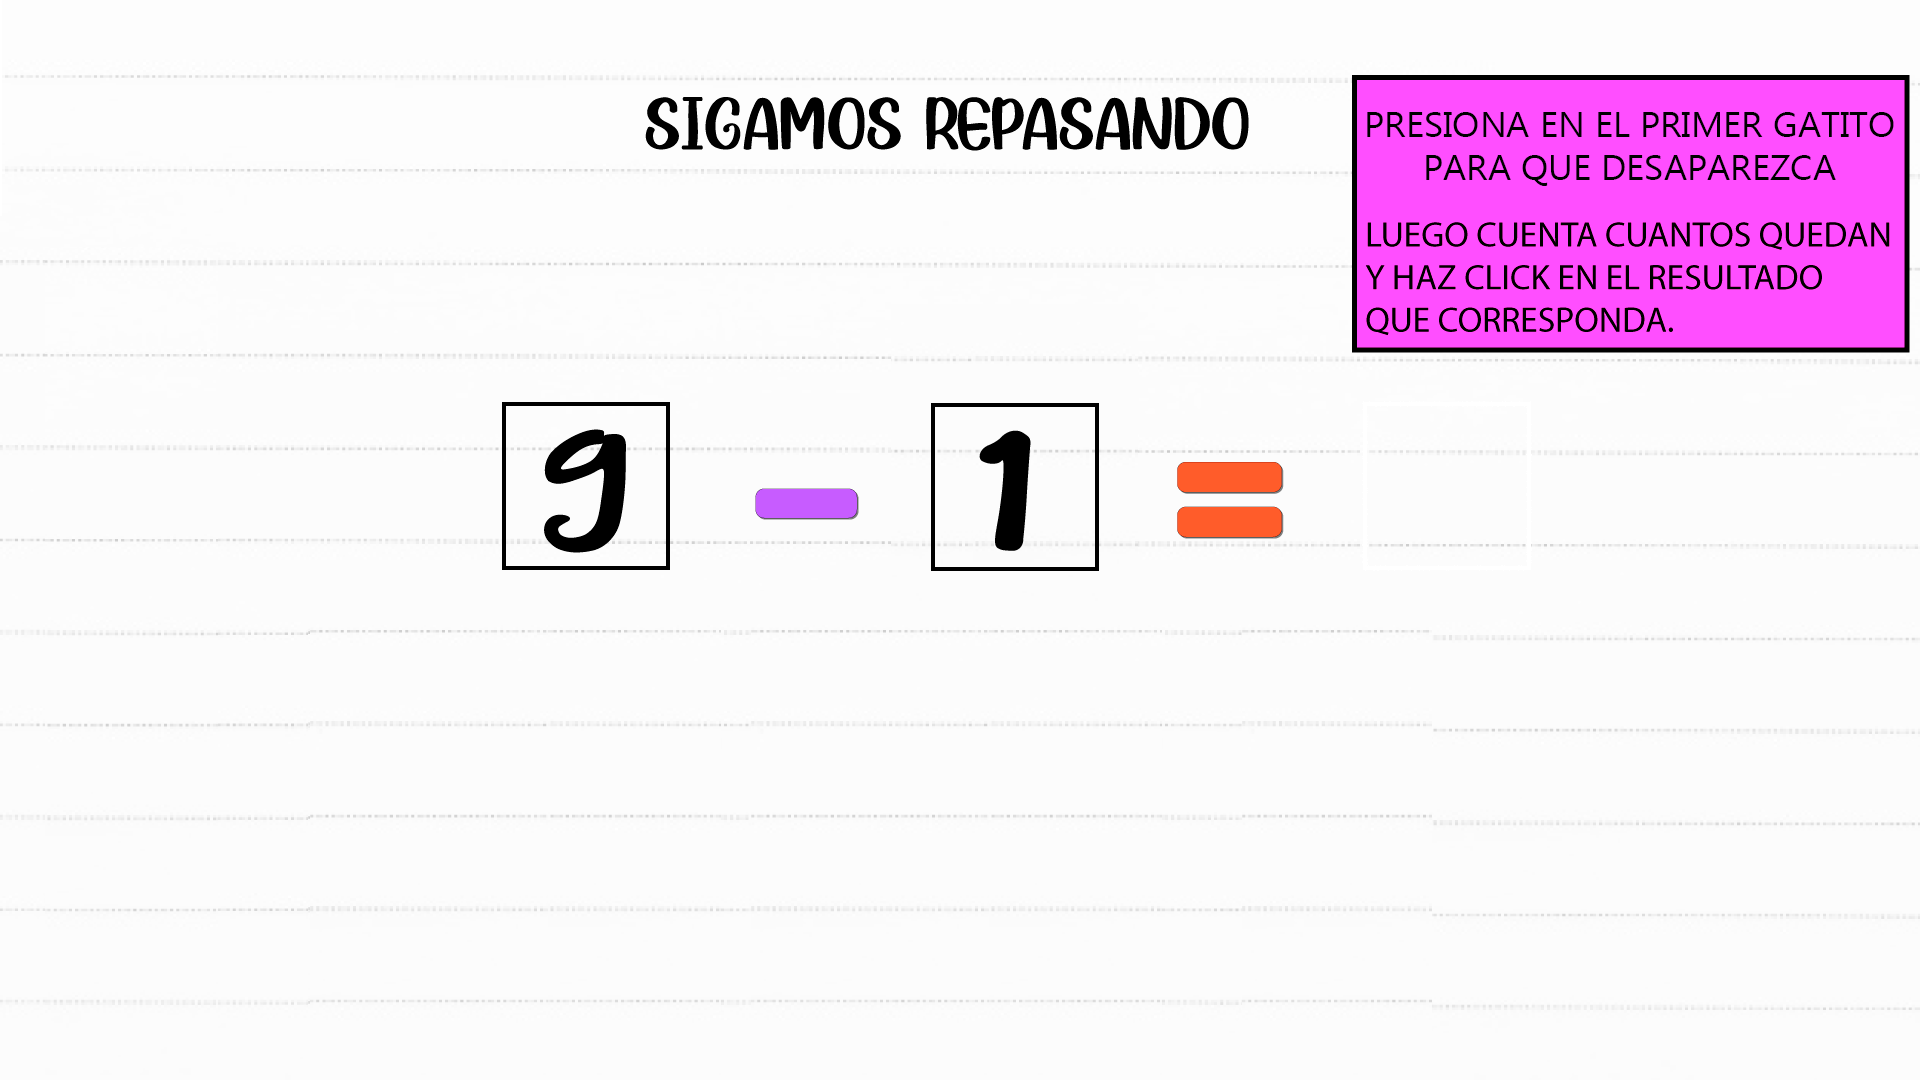 SIGAMOS REPASANDO
PRESIONA EN EL PRIMER GATITO
PARA QUE DESAPAREZCA
LUEGO CUENTA CUANTOS QUEDAN
Y HAZ CLICK EN EL RESULTADO
QUE CORRESPONDA.
9 - 1 =